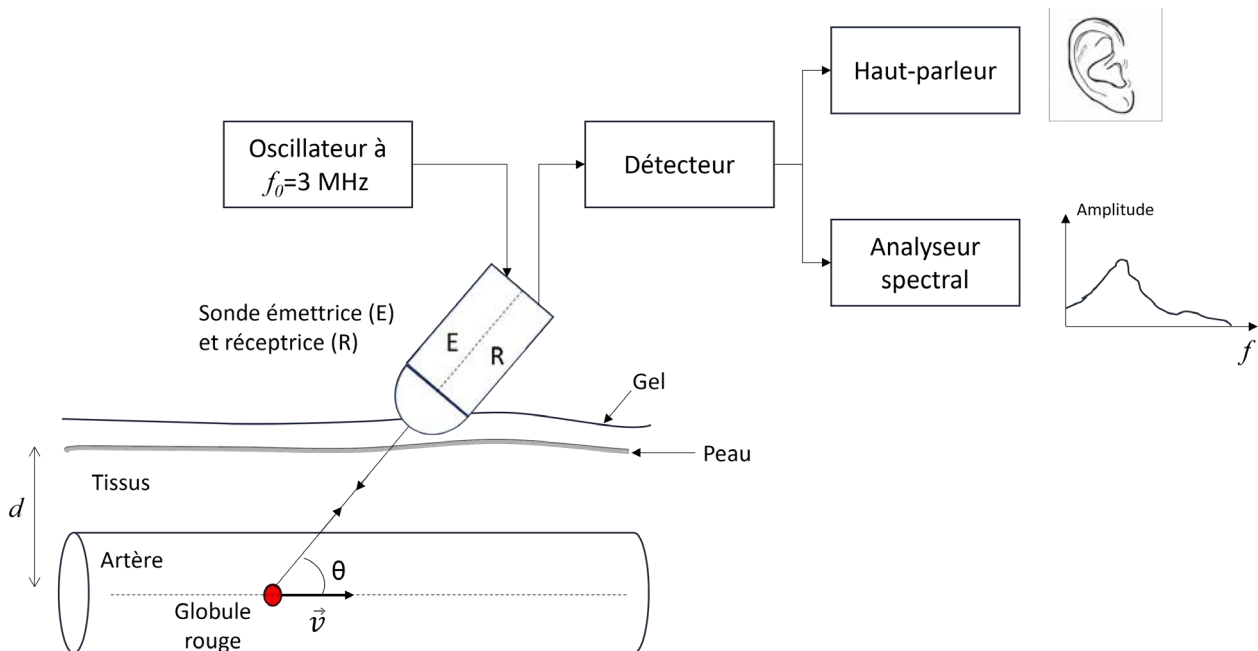 Haut-parleur
Oscillateur à
f₀=3 MHz
Détecteur
Amplitude
Analyseur
spectral
f
Sonde émettrice (E)
et réceptrice (R)
E
R
Gel
Peau
Tissus
d
Artère
θ
Globule
rouge
v⃗